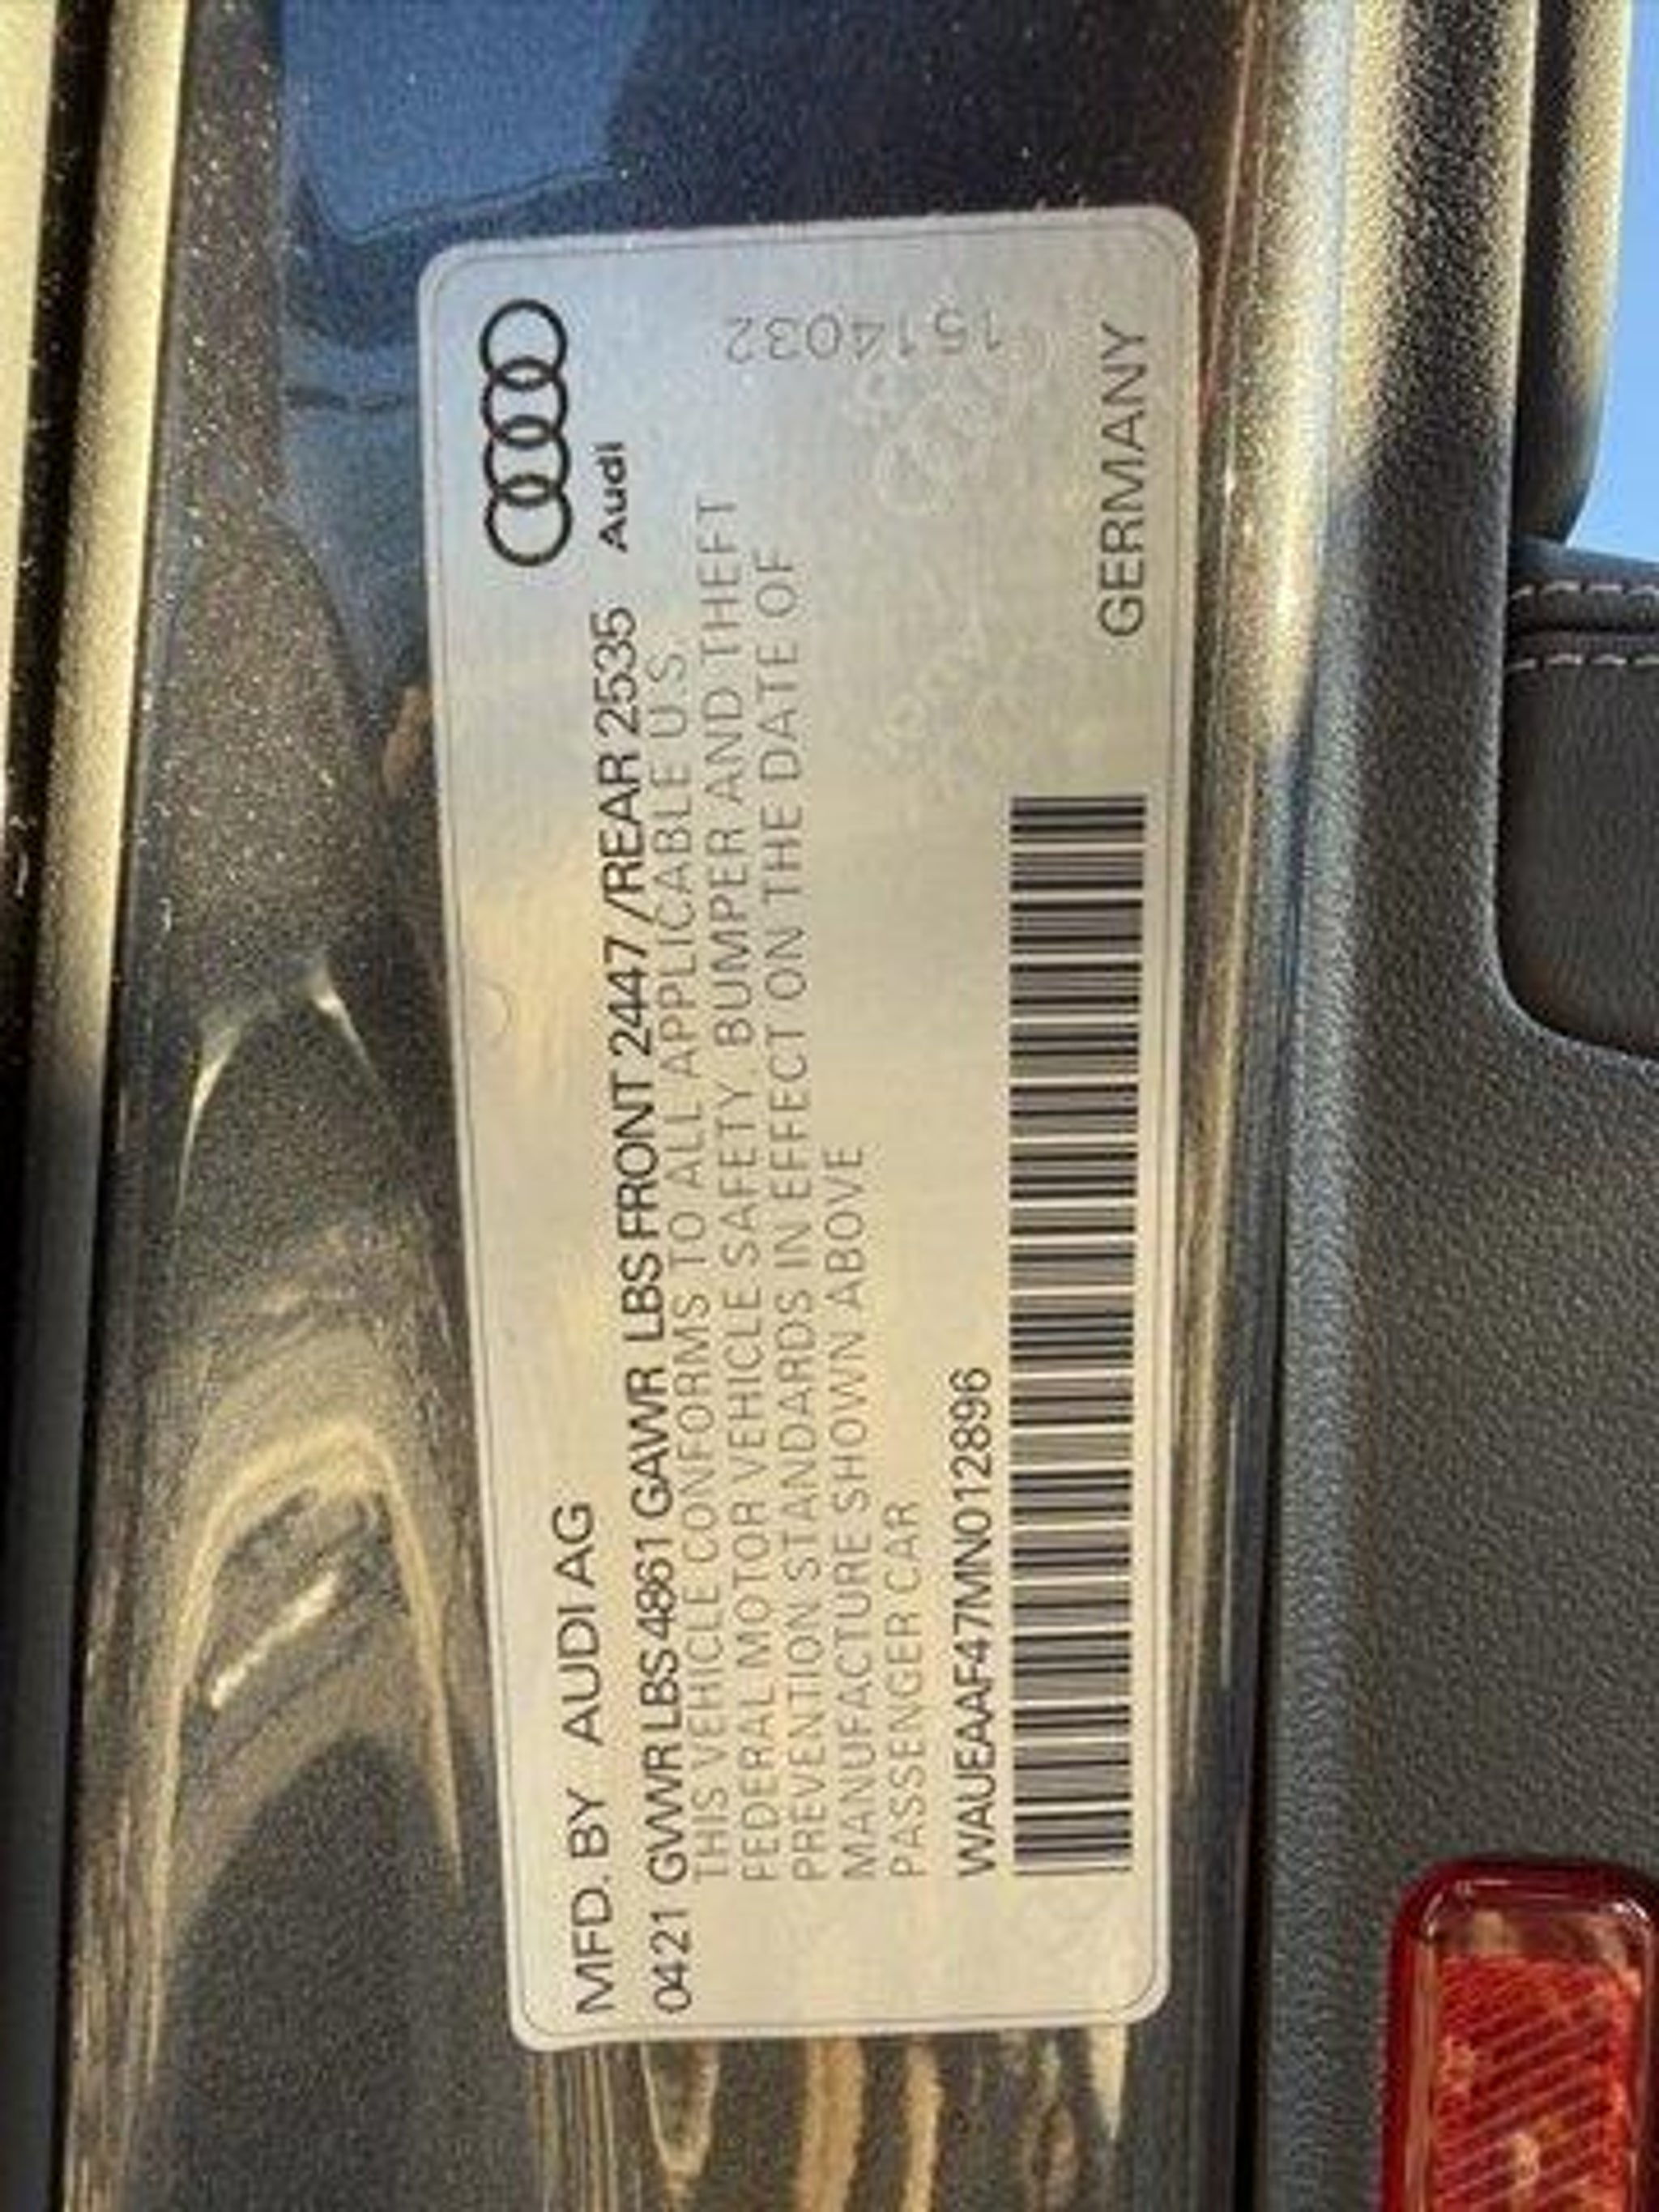 Audi
MFD. BY AUDI AG
0421 GVWR LBS 4861 GAWR LBS FRONT 2447 /REAR 2535
THIS VEHICLE CONFORMS TO ALL APPLICABLE U.S.
FEDERAL MOTOR VEHICLE SAFETY, BUMPER AND THEFT
PREVENTION STANDARDS IN EFFECT ON THE DATE OF
MANUFACTURE SHOWN ABOVE
PASSENGER CAR
1514032
WAUEAAF47MN012896
GERMANY